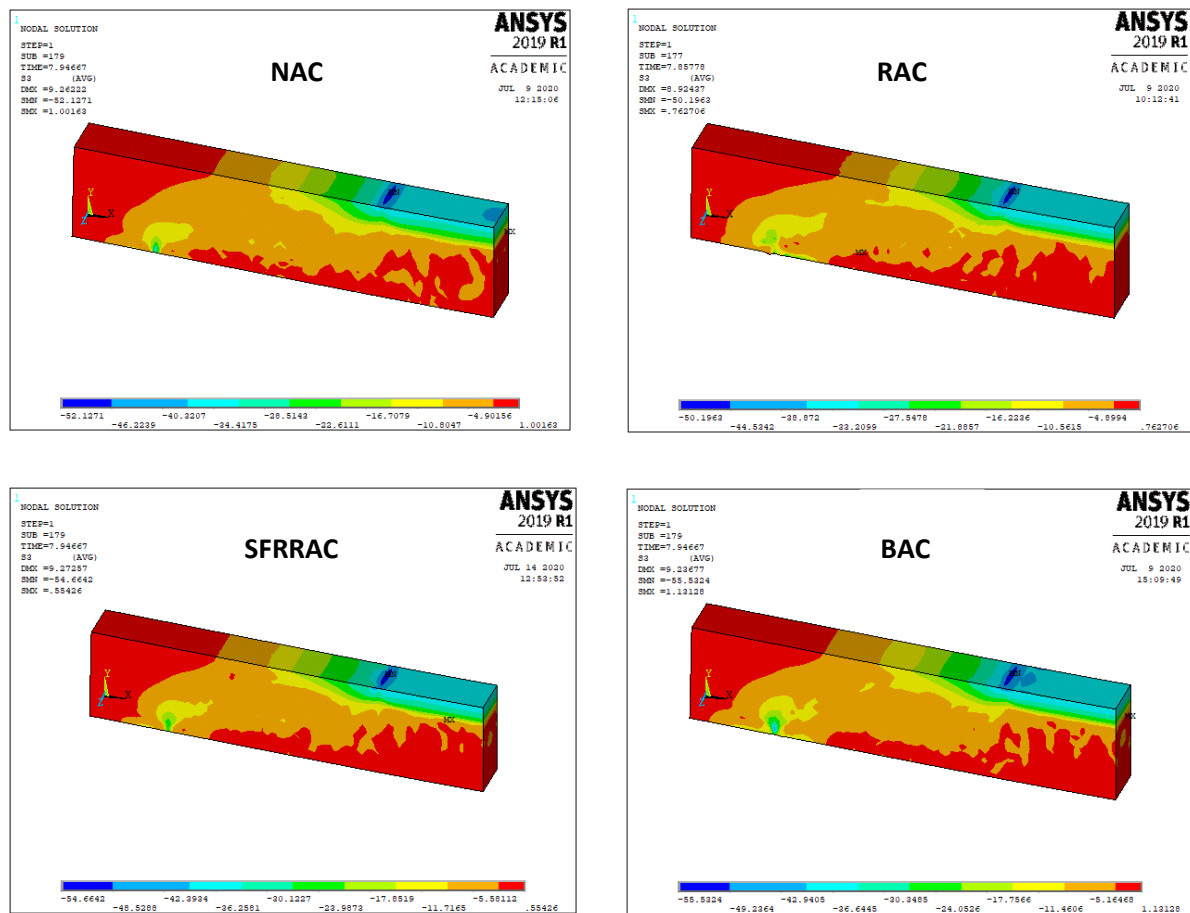 1
NODAL SOLUTION
STEP=1
SUB =179
TIME=7.94667
S3 (AVG)
DMX =9.26222
SMN =-52.1271
SMX =1.00163
NAC
ANSYS
2019 R1
ACADEMIC
JUL 9 2020
12:15:06
Y
X
Z
MN
MX
-52.1271 -40.3207 -28.5143 -16.7079 -4.90156
-46.2239 -34.4175 -22.6111 -10.8047 1.00163
1
NODAL SOLUTION
STEP=1
SUB =177
TIME=7.85778
S3 (AVG)
DMX =8.92437
SMN =-50.1963
SMX =.762706
RAC
ANSYS
2019 R1
ACADEMIC
JUL 9 2020
10:12:41
Y
X
Z
MN
MX
-50.1963 -38.872 -27.5478 -16.2236 -4.8994
-44.5342 -33.2099 -21.8857 -10.5615 .762706
1
NODAL SOLUTION
STEP=1
SUB =179
TIME=7.94667
S3 (AVG)
DMX =9.27257
SMN =-54.6642
SMX =.55426
SFRRAC
ANSYS
2019 R1
ACADEMIC
JUL 14 2020
12:53:52
Y
X
Z
MN
MX
-54.6642 -42.3934 -30.1227 -17.8519 -5.58112
-48.5288 -36.2581 -23.9873 -11.7165 .55426
1
NODAL SOLUTION
STEP=1
SUB =179
TIME=7.94667
S3 (AVG)
DMX =9.23677
SMN =-55.5324
SMX =1.13128
BAC
ANSYS
2019 R1
ACADEMIC
JUL 9 2020
15:09:49
Y
X
Z
MN
MX
-55.5324 -42.9405 -30.3485 -17.7566 -5.16468
-49.2364 -36.6445 -24.0526 -11.4606 1.13128